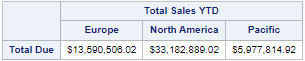 Total Sales YTD
Europe North America Pacific
Total Due $13,590,506.02 $33,182,889.02 $5,977,814.92